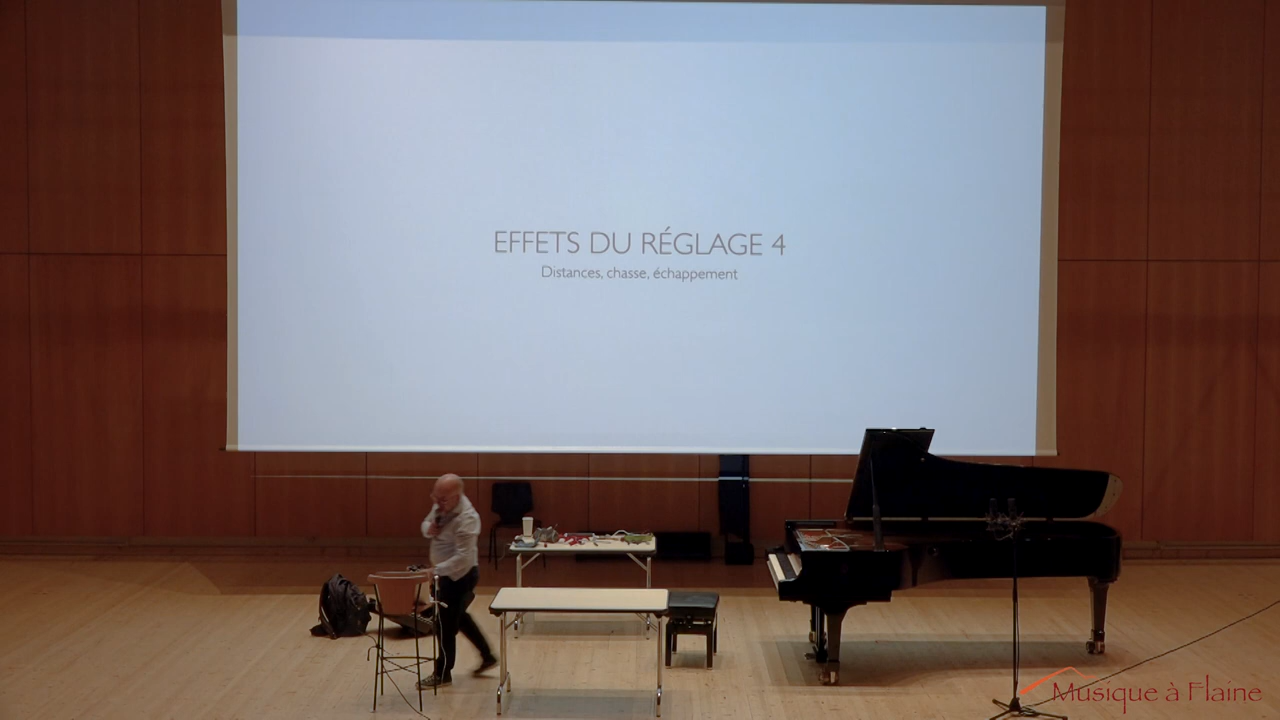 EFFETS DU RÉGLAGE 4
Distances, chasse, échappement
Musique à Flaine